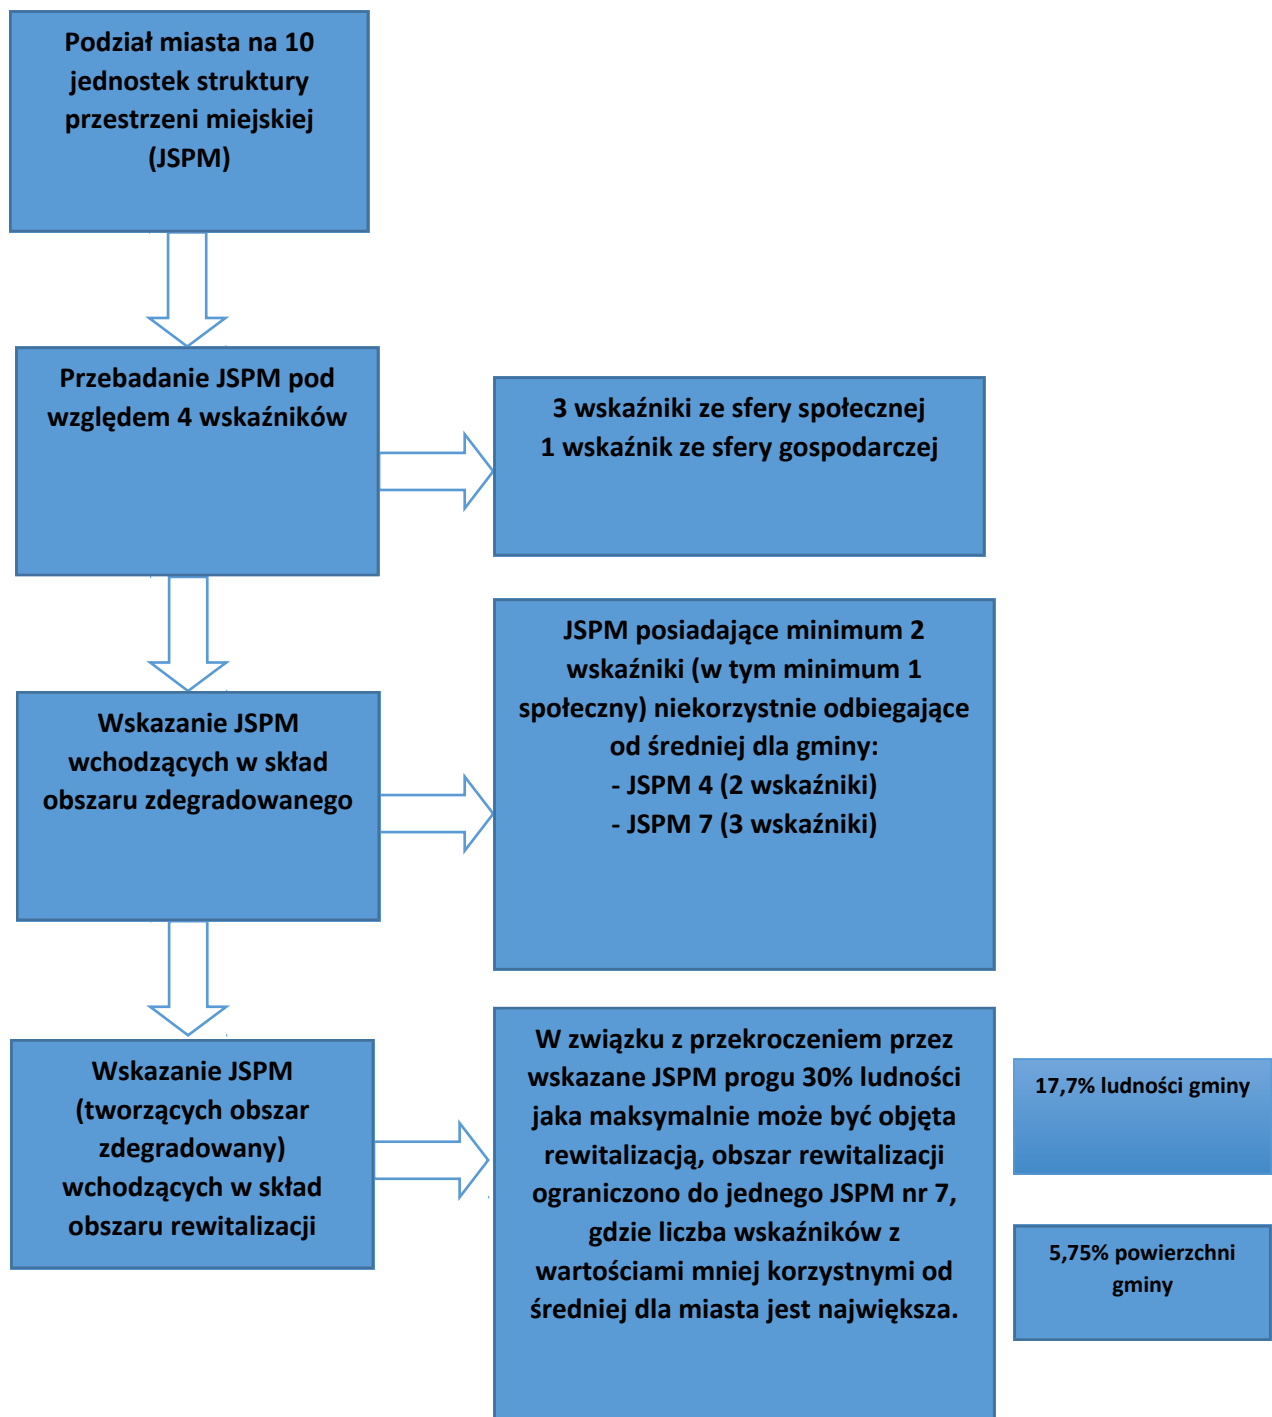 Podział miasta na 10
jednostek struktury
przestrzeni miejskiej
(JSPM)
Przebadanie JSPM pod
względem 4 wskaźników
3 wskaźniki ze sfery społecznej
1 wskaźnik ze sfery gospodarczej
Wskazanie JSPM
wchodzących w skład
obszaru zdegradowanego
JSPM posiadające minimum 2
wskaźniki (w tym minimum 1
społeczny) niekorzystnie odbiegające
od średniej dla gminy:
- JSPM 4 (2 wskaźniki)
- JSPM 7 (3 wskaźniki)
Wskazanie JSPM
(tworzących obszar
zdegradowany)
wchodzących w skład
obszaru rewitalizacji
W związku z przekroczeniem przez
wskazane JSPM progu 30% ludności
jaka maksymalnie może być objęta
rewitalizacją, obszar rewitalizacji
ograniczono do jednego JSPM nr 7,
gdzie liczba wskaźników z
wartościami mniej korzystnymi od
średniej dla miasta jest największa.
17,7% ludności gminy
5,75% powierzchni
gminy